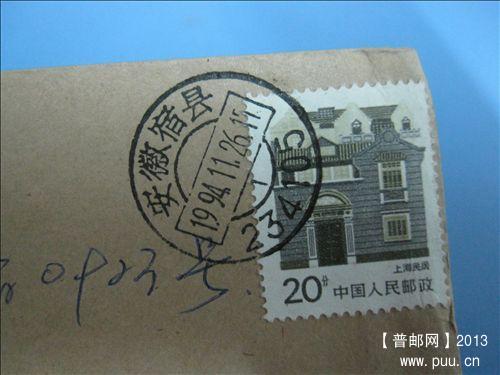 安徽宿县
1994.11.26.17
234105
上海民居
20分 中国人民邮政
【普邮网】2013
www.puu.cn